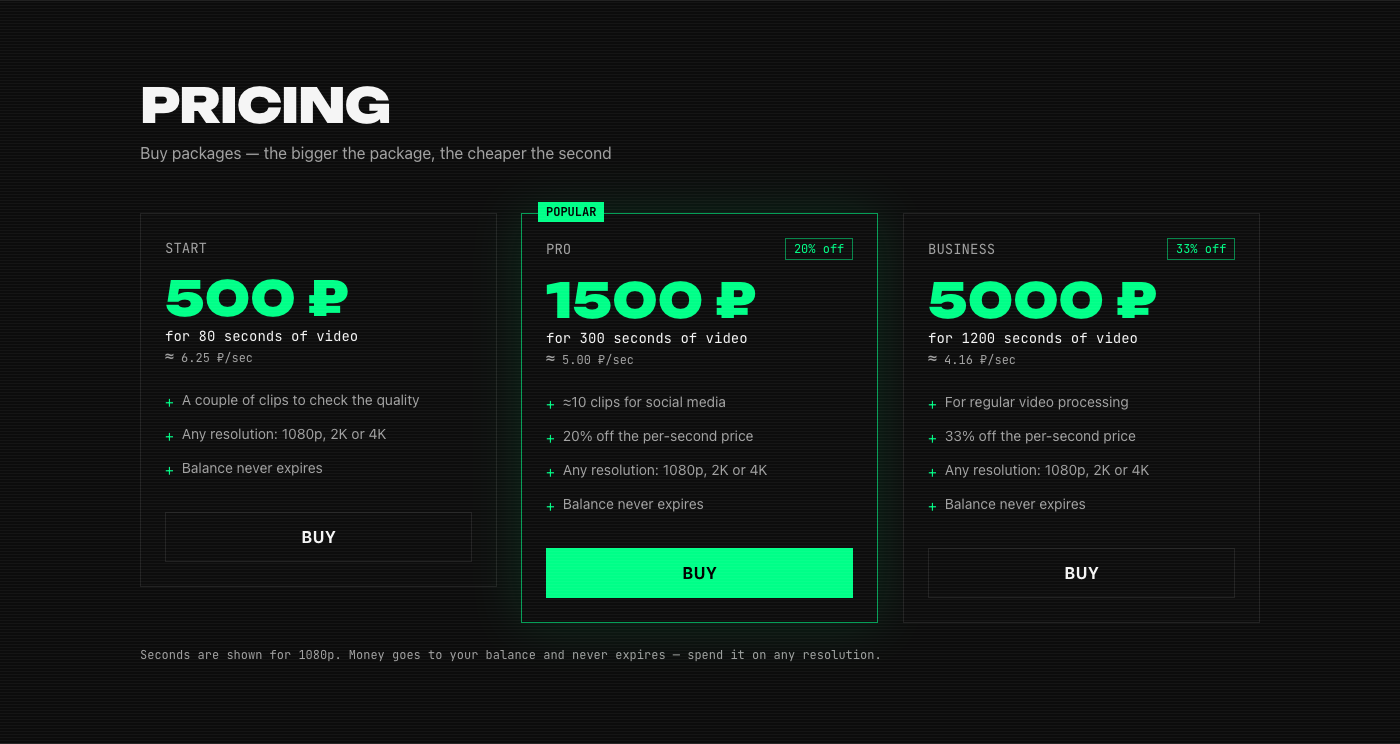 PRICING
Buy packages — the bigger the package, the cheaper the second
START
500 ₽
for 80 seconds of video
≈ 6.25 ₽/sec
+ A couple of clips to check the quality
+ Any resolution: 1080p, 2K or 4K
+ Balance never expires
BUY
POPULAR
PRO
20% off
1500 ₽
for 300 seconds of video
≈ 5.00 ₽/sec
+ ≈10 clips for social media
+ 20% off the per-second price
+ Any resolution: 1080p, 2K or 4K
+ Balance never expires
BUY
BUSINESS
33% off
5000 ₽
for 1200 seconds of video
≈ 4.16 ₽/sec
+ For regular video processing
+ 33% off the per-second price
+ Any resolution: 1080p, 2K or 4K
+ Balance never expires
BUY
Seconds are shown for 1080p. Money goes to your balance and never expires — spend it on any resolution.